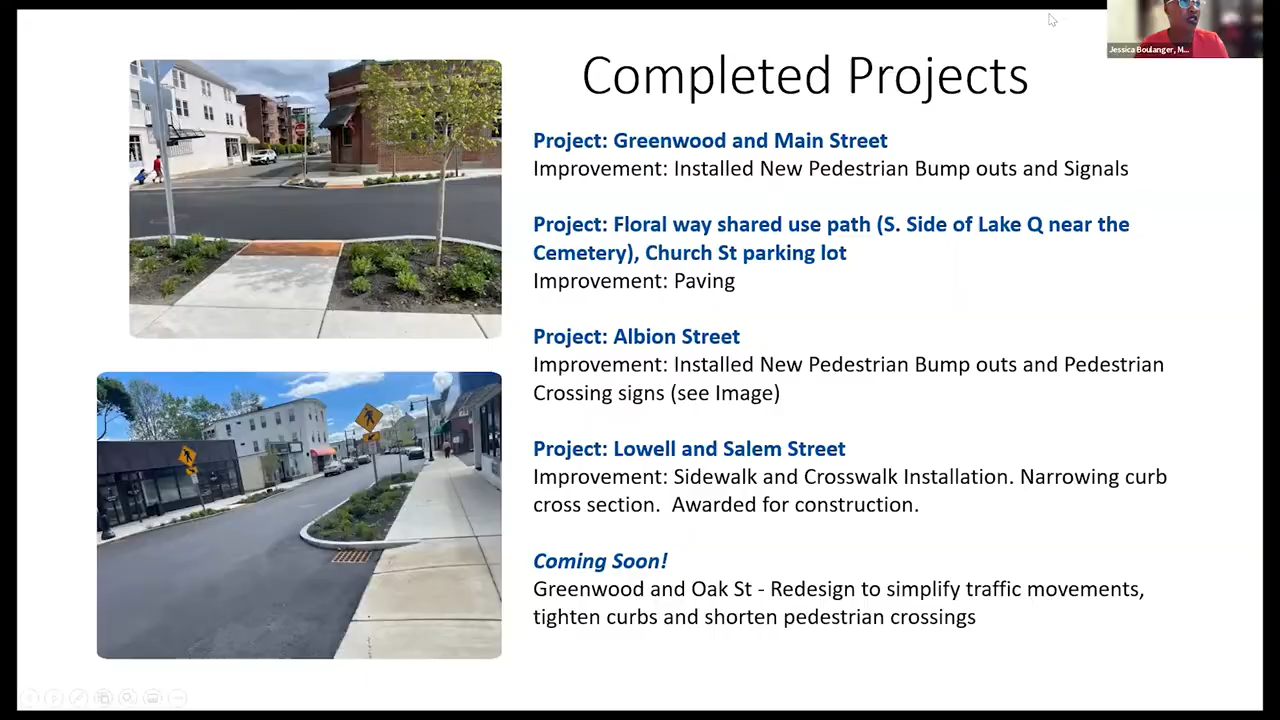 Jessica Boulanger, M...
Completed Projects
Project: Greenwood and Main Street
Improvement: Installed New Pedestrian Bump outs and Signals
Project: Floral way shared use path (S. Side of Lake Q near the
Cemetery), Church St parking lot
Improvement: Paving
Project: Albion Street
Improvement: Installed New Pedestrian Bump outs and Pedestrian
Crossing signs (see Image)
Project: Lowell and Salem Street
Improvement: Sidewalk and Crosswalk Installation. Narrowing curb
cross section.  Awarded for construction.
Coming Soon!
Greenwood and Oak St - Redesign to simplify traffic movements,
tighten curbs and shorten pedestrian crossings